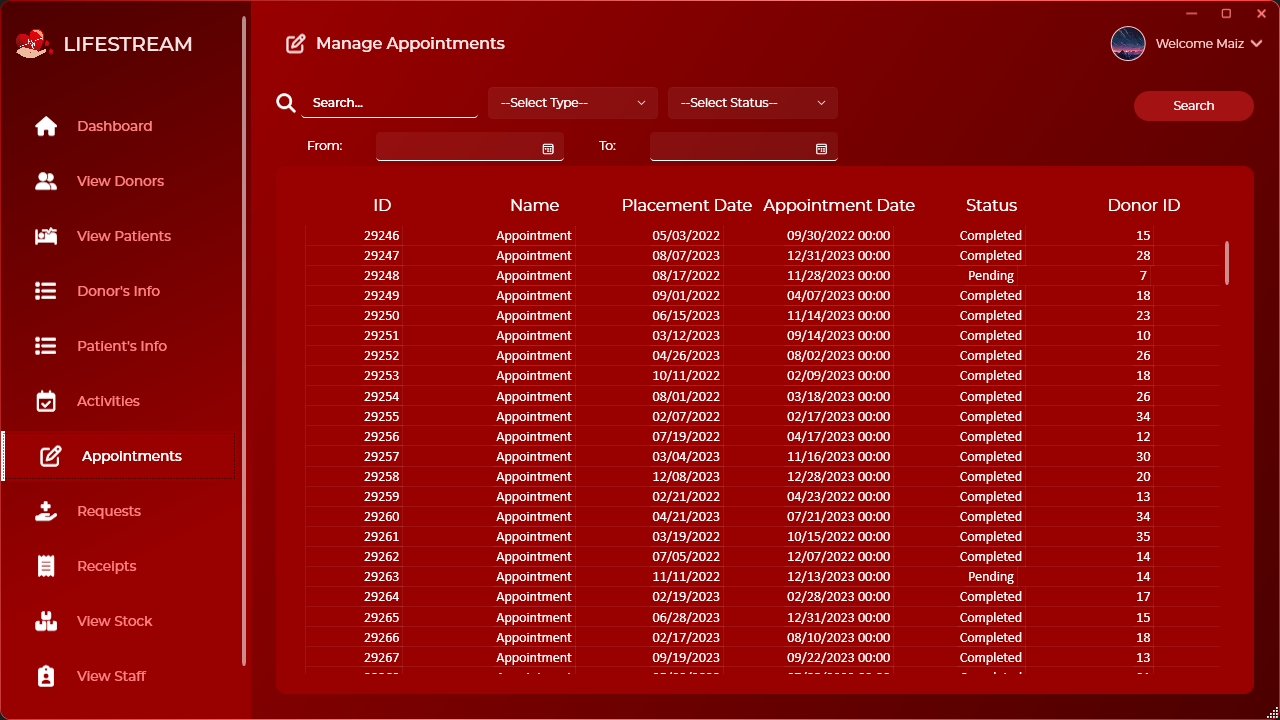 LIFESTREAM
Manage Appointments
Welcome Maiz
Search...
--Select Type--
--Select Status--
Search
From:
To:
Dashboard
View Donors
View Patients
Donor's Info
Patient's Info
Activities
Appointments
Requests
Receipts
View Stock
View Staff
ID Name Placement Date Appointment Date Status Donor ID
29246 Appointment 05/03/2022 09/30/2022 00:00 Completed 15
29247 Appointment 08/07/2023 12/31/2023 00:00 Completed 28
29248 Appointment 08/17/2022 11/28/2023 00:00 Pending 7
29249 Appointment 09/01/2022 04/07/2023 00:00 Completed 18
29250 Appointment 06/15/2023 11/14/2023 00:00 Completed 23
29251 Appointment 03/12/2023 09/14/2023 00:00 Completed 10
29252 Appointment 04/26/2023 08/02/2023 00:00 Completed 26
29253 Appointment 10/11/2022 02/09/2023 00:00 Completed 18
29254 Appointment 08/01/2022 03/18/2023 00:00 Completed 26
29255 Appointment 02/07/2022 02/17/2023 00:00 Completed 34
29256 Appointment 07/19/2022 04/17/2023 00:00 Completed 12
29257 Appointment 03/04/2023 11/16/2023 00:00 Completed 30
29258 Appointment 12/08/2023 12/28/2023 00:00 Completed 20
29259 Appointment 02/21/2022 04/23/2022 00:00 Completed 13
29260 Appointment 04/21/2023 07/21/2023 00:00 Completed 34
29261 Appointment 03/19/2022 10/15/2022 00:00 Completed 35
29262 Appointment 07/05/2022 12/07/2022 00:00 Completed 14
29263 Appointment 11/11/2022 12/13/2023 00:00 Pending 14
29264 Appointment 02/19/2023 02/28/2023 00:00 Completed 17
29265 Appointment 06/28/2023 12/31/2023 00:00 Completed 15
29266 Appointment 02/17/2023 08/10/2023 00:00 Completed 18
29267 Appointment 09/19/2023 09/22/2023 00:00 Completed 13